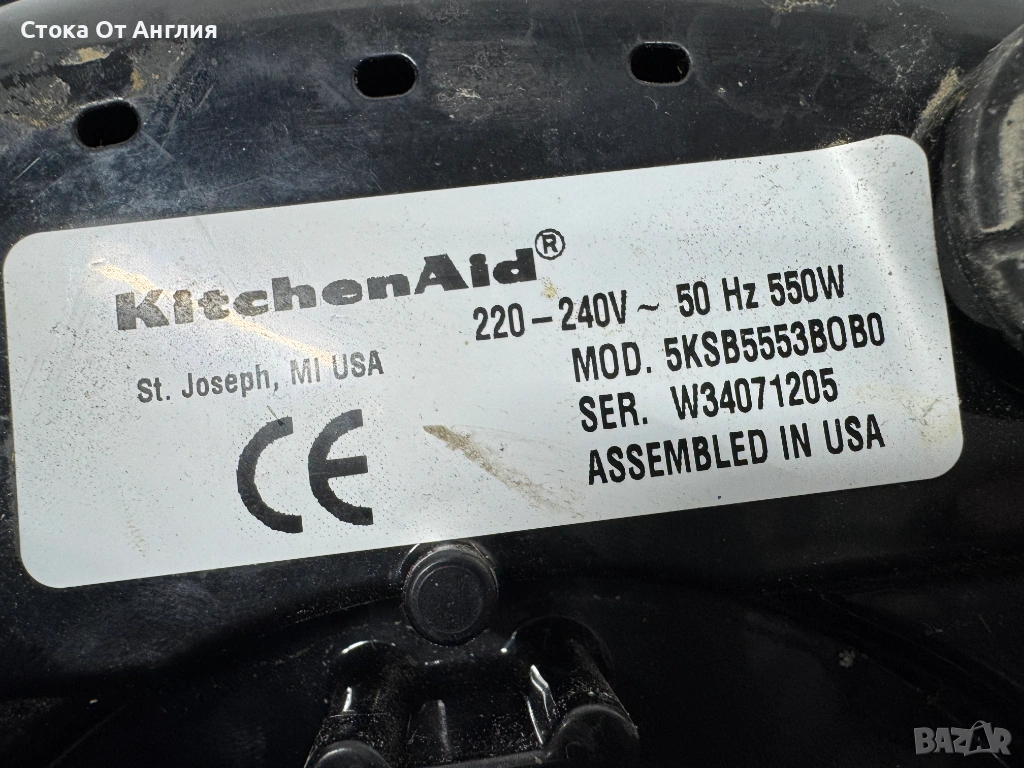 Стока От Англия
KitchenAid®
St. Joseph, MI USA
CE
220-240V ~ 50 Hz 550W
MOD. 5KSB5553BOB0
SER. W34071205
ASSEMBLED IN USA
BAZAR